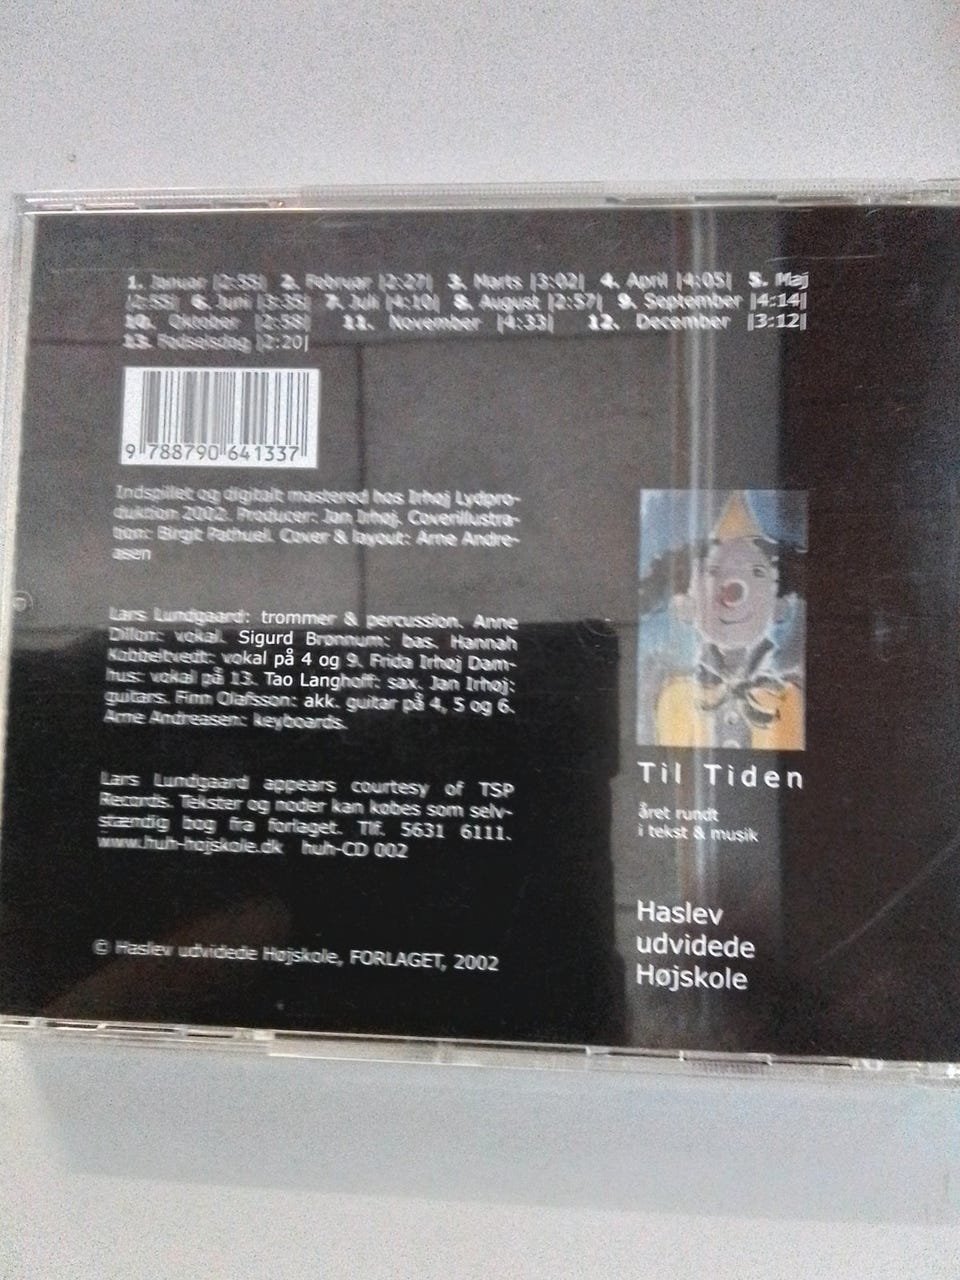 1. Januar |2:55| 2. Februar |2:27| 3. Marts |3:02| 4. April |4:05| 5. Maj
|2:55| 6. Juni |3:35| 7. Juli |4:10| 8. August |2:57| 9. September |4:14|
10. Oktober |2:58| 11. November |4:33| 12. December |3:12|
13. Fødselsdag |2:20|
9 788790 641337
Indspillet og digitalt mastered hos Irhøj Lydpro-
duktion 2002. Producer: Jan Irhøj. Coverillustra-
tion: Birgit Pathuel. Cover & layout: Arne Andre-
asen
Lars Lundgaard: trommer & percussion. Anne
Dillon: vokal. Sigurd Brønnum: bas. Hannah
Kobbeltvedt: vokal på 4 og 9. Frida Irhøj Dam-
hus: vokal på 13. Tao Langhoff: sax. Jan Irhøj:
guitars. Finn Olafsson: akk. guitar på 4, 5 og 6.
Arne Andreasen: keyboards.
Lars Lundgaard appears courtesy of TSP
Records. Tekster og noder kan købes som selv-
stændig bog fra forlaget. Tlf. 5631 6111.
www.huh-hojskole.dk huh-CD 002
© Haslev udvidede Højskole, FORLAGET, 2002
Til Tiden
året rundt
i tekst & musik
Haslev
udvidede
Højskole